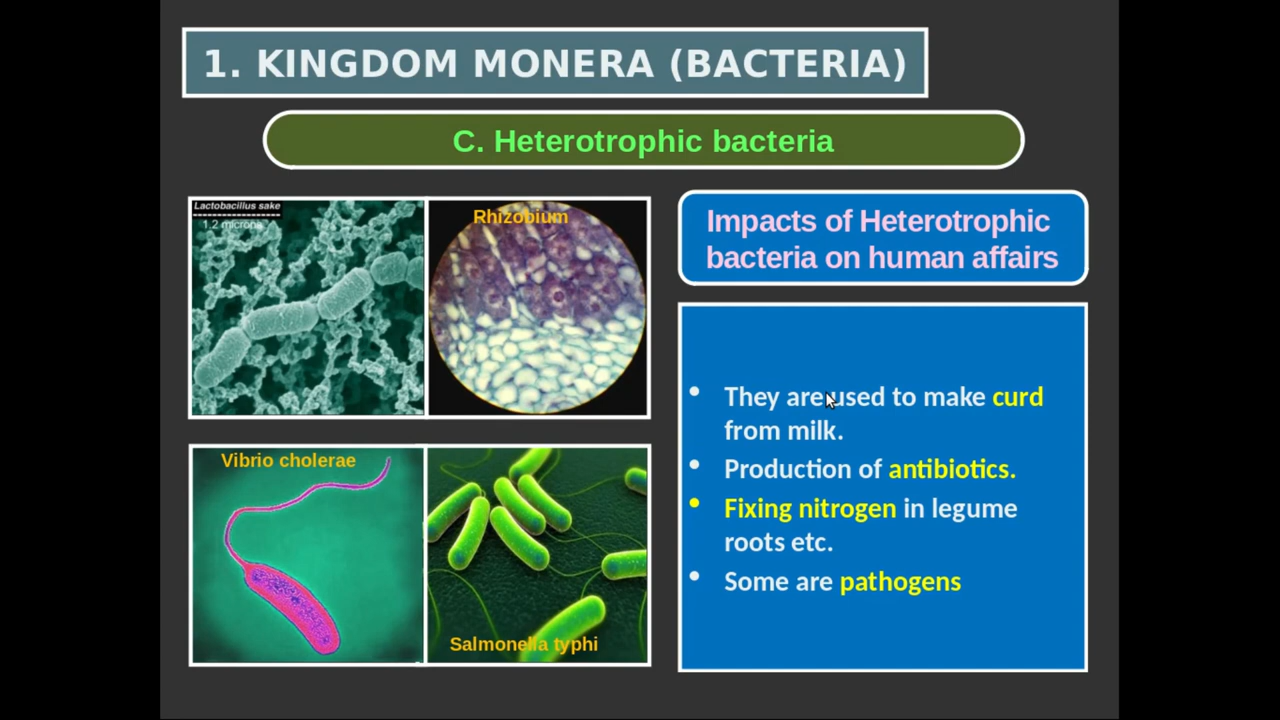 1. KINGDOM MONERA (BACTERIA)
C. Heterotrophic bacteria
Lactobacillus sake
1.2 microns
Rhizobium
Vibrio cholerae
Salmonella typhi
Impacts of Heterotrophic
bacteria on human affairs
• They are used to make curd
from milk.
• Production of antibiotics.
• Fixing nitrogen in legume
roots etc.
• Some are pathogens